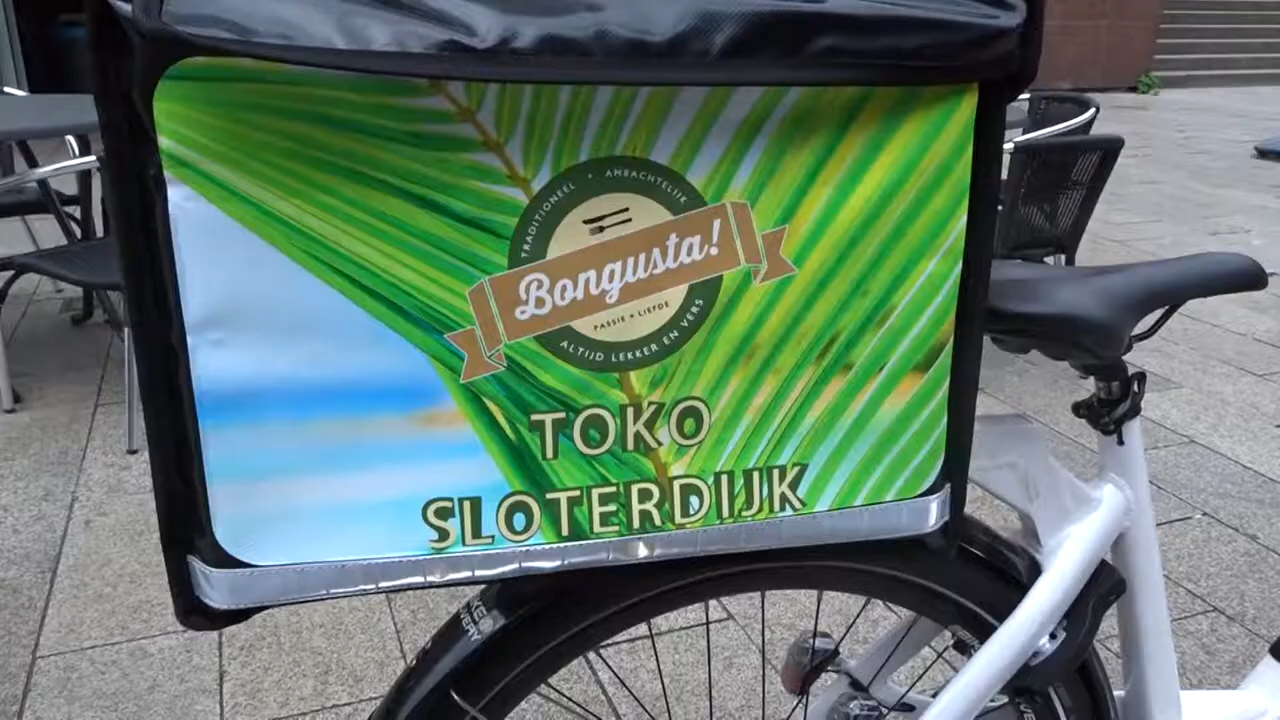 TRADITIONEEL • AMBACHTELIJK
Bongusta!
PASSIE + LIEFDE
ALTIJD LEKKER EN VERS
TOKO
SLOTERDIJK